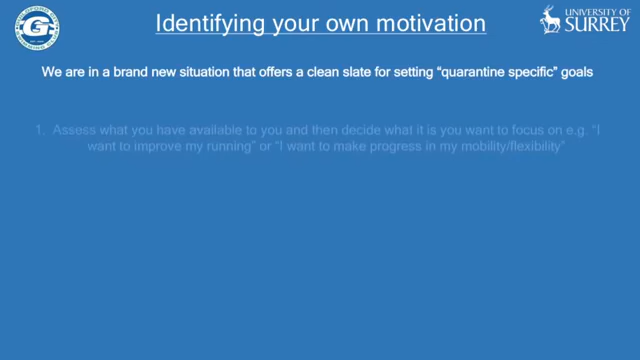 Identifying your own motivation
UNIVERSITY OF
SURREY
We are in a brand new situation that offers a clean slate for setting “quarantine specific” goals
1. Assess what you have available to you and then decide what it is you want to focus on e.g. “I
want to improve my running” or “I want to make progress in my mobility/flexibility”